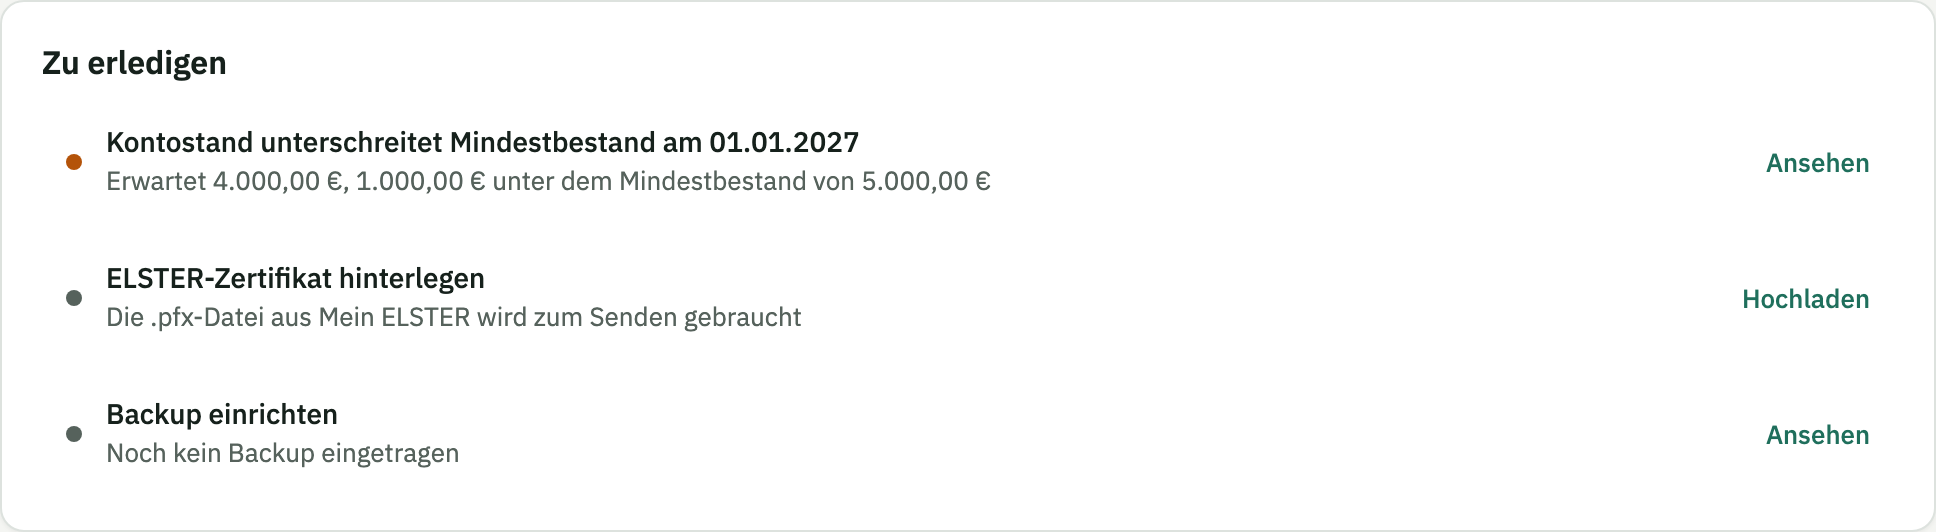 Zu erledigen
Kontostand unterschreitet Mindestbestand am 01.01.2027
Erwartet 4.000,00 €, 1.000,00 € unter dem Mindestbestand von 5.000,00 €
Ansehen
ELSTER-Zertifikat hinterlegen
Die .pfx-Datei aus Mein ELSTER wird zum Senden gebraucht
Hochladen
Backup einrichten
Noch kein Backup eingetragen
Ansehen